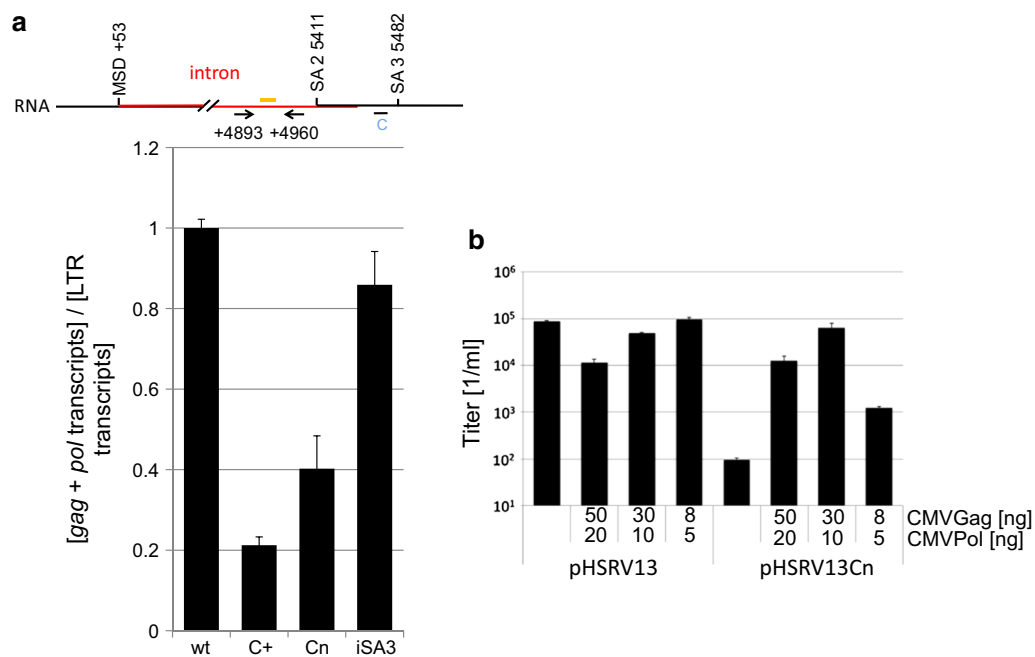 a
MSD +53
SA 2 5411
SA 3 5482
intron
RNA
+4893 +4960
C
[gag + pol transcripts] / [LTR
transcripts]
1.2
1
0.8
0.6
0.4
0.2
0
wt C+ Cn iSA3
b
Titer [1/ml]
10⁶
10⁵
10⁴
10³
10²
10¹
50 30 8 50 30 8 CMVGag [ng]
20 10 5 20 10 5 CMVPol [ng]
pHSRV13 pHSRV13Cn